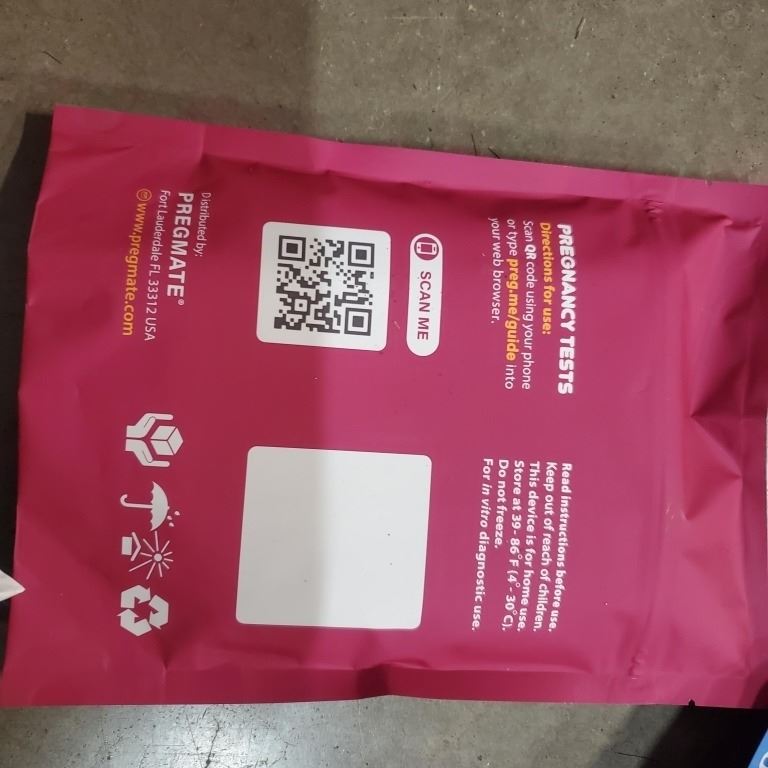 PREGNANCY TESTS
Directions for use:
Scan QR code using your phone
or type preg.me/guide into
your web browser.
SCAN ME
Distributed by:
PREGMATE®
Fort Lauderdale FL 33312 USA
www.pregmate.com
Read instructions before use.
Keep out of reach of children.
This device is for home use.
Store at 39- 86°F (4°- 30°C).
Do not freeze.
For in vitro diagnostic use.